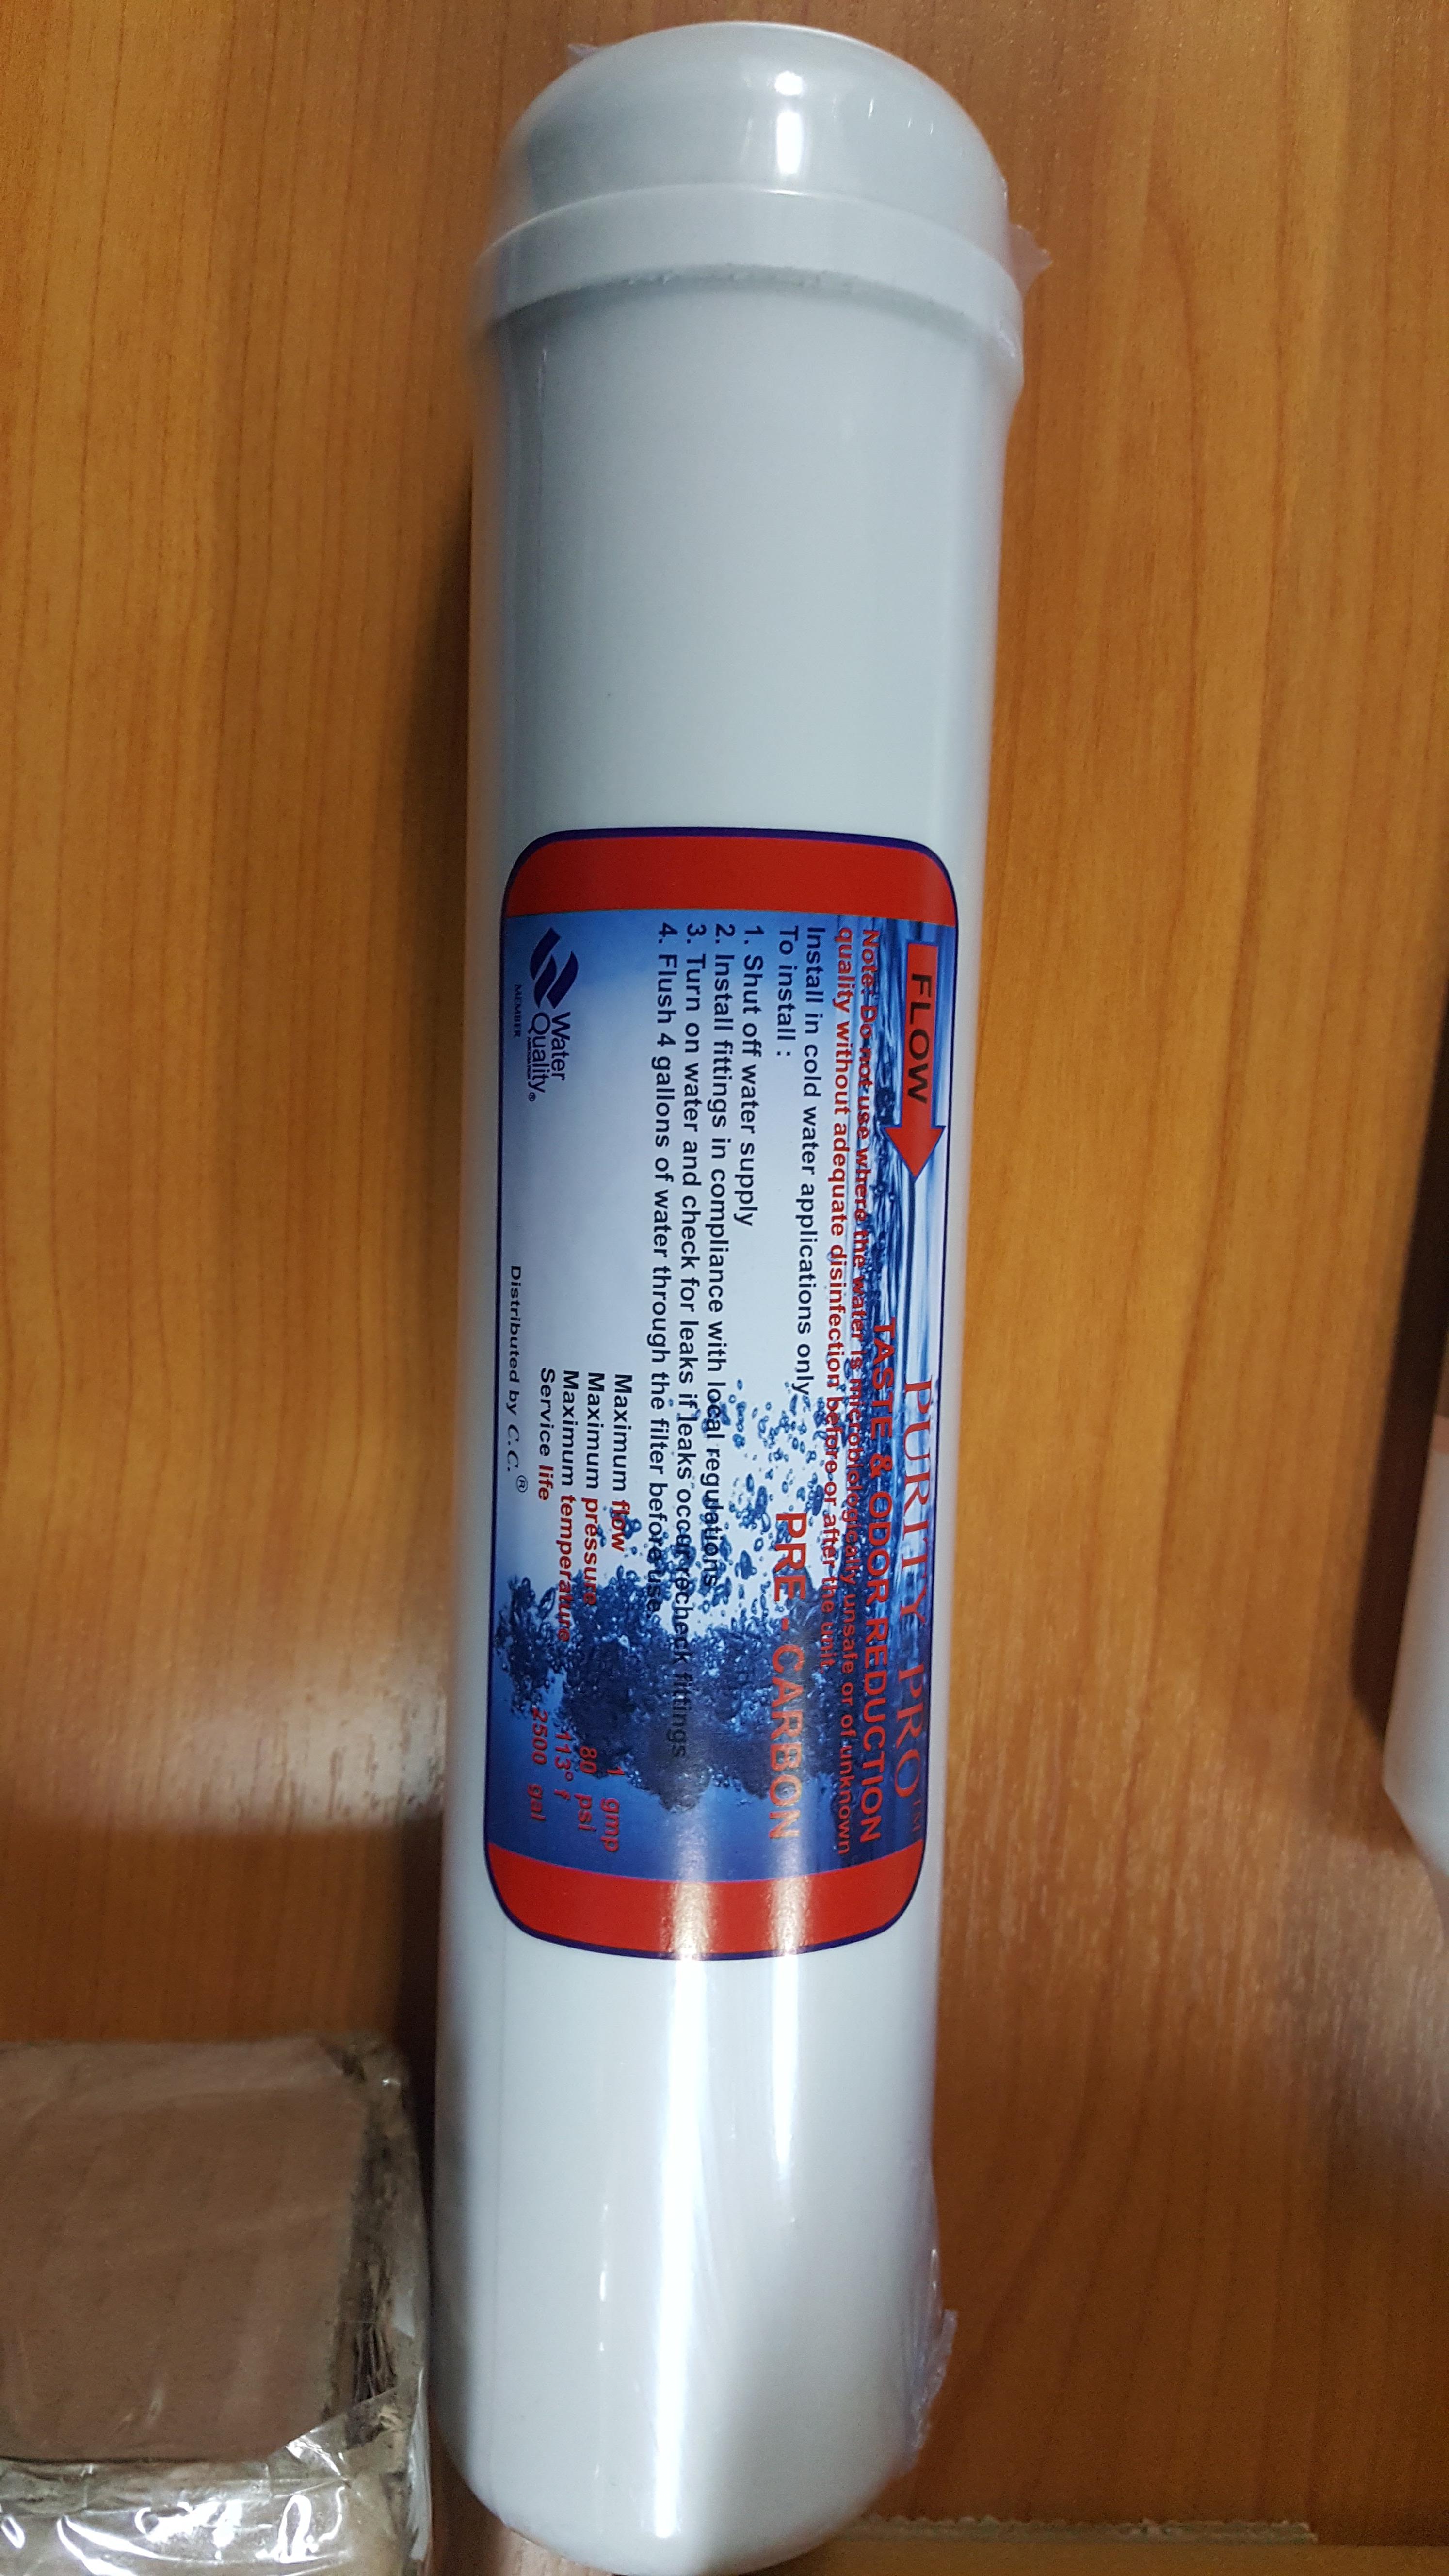 FLOW
PURITY PRO™
TASTE & ODOR REDUCTION
Note: Do not use where the water is microbiologically unsafe or of unknown
quality without adequate disinfection before or after the unit.
Install in cold water applications only
PRE - CARBON
To install :
1. Shut off water supply
2. Install fittings in compliance with local regulations
3. Turn on water and check for leaks if leaks occur recheck fittings
4. Flush 4 gallons of water through the filter before use.
Maximum flow 1 gmp
Maximum pressure 80 psi
Maximum temperature 113° f
Service life 2500 gal
Water
Quality®
MEMBER
Distributed by C.C.®